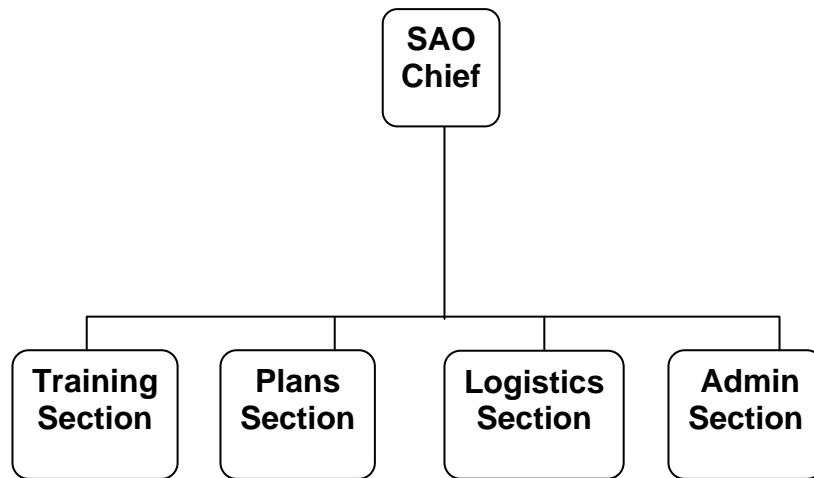 SAO
Chief
Training
Section
Plans
Section
Logistics
Section
Admin
Section